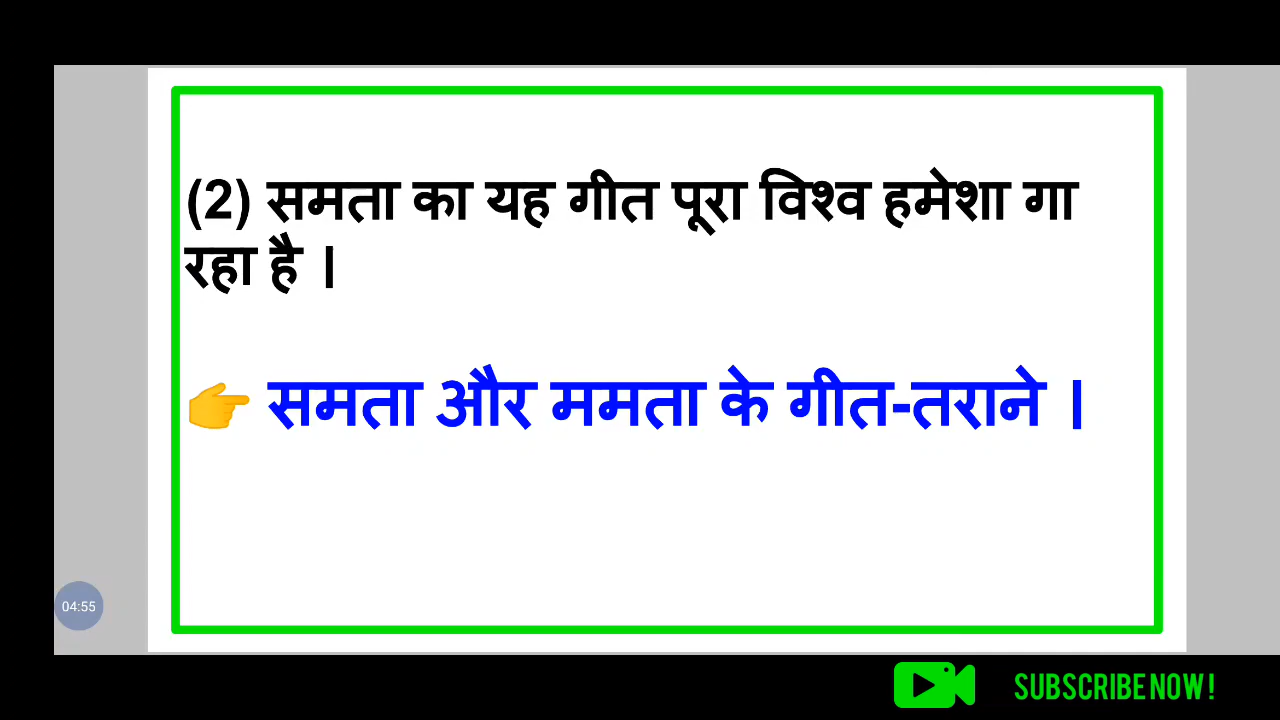 (2) समता का यह गीत पूरा विश्व हमेशा गा
रहा है ।
👉 समता और ममता के गीत-तराने ।
04:55
SUBSCRIBE NOW !